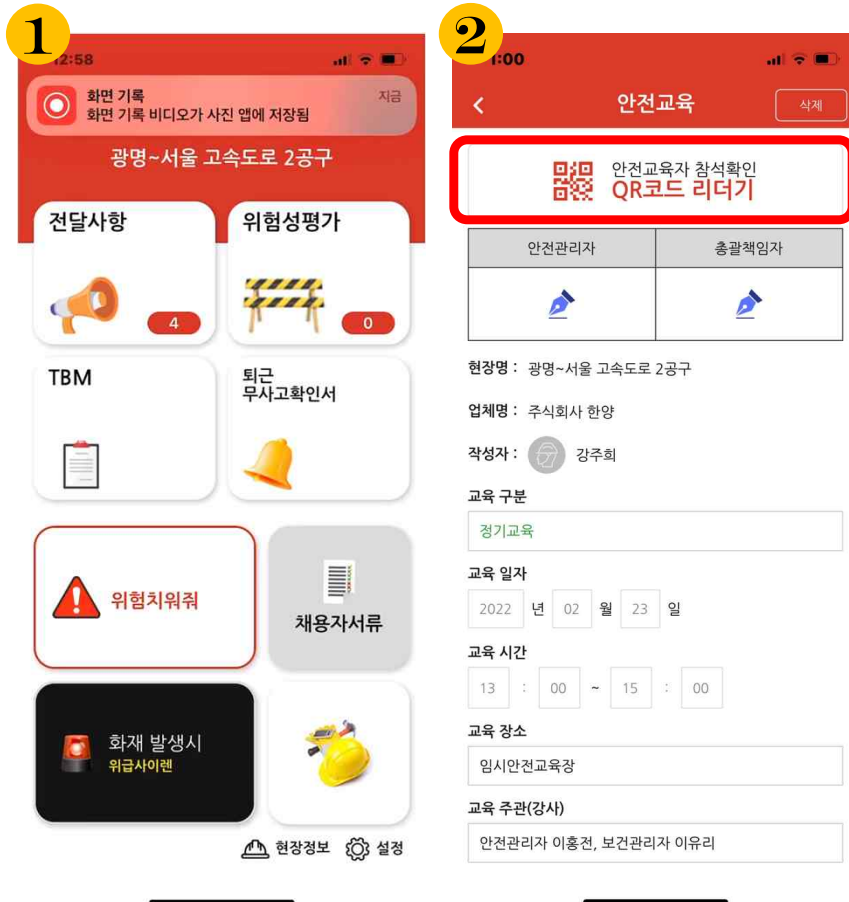 1
12:58
화면 기록
지금
화면 기록 비디오가 사진 앱에 저장됨
광명~서울 고속도로 2공구
전달사항
4
위험성평가
0
TBM
퇴근
무사고확인서
위험치워줘
채용자서류
화재 발생시
위급사이렌
현장정보 설정
2
1:00
안전교육
삭제
안전교육자 참석확인
QR코드 리더기
안전관리자 총괄책임자
현장명 : 광명~서울 고속도로 2공구
업체명 : 주식회사 한양
작성자 : 강주희
교육 구분
정기교육
교육 일자
2022 년 02 월 23 일
교육 시간
13 : 00 ~ 15 : 00
교육 장소
임시안전교육장
교육 주관(강사)
안전관리자 이홍전, 보건관리자 이유리